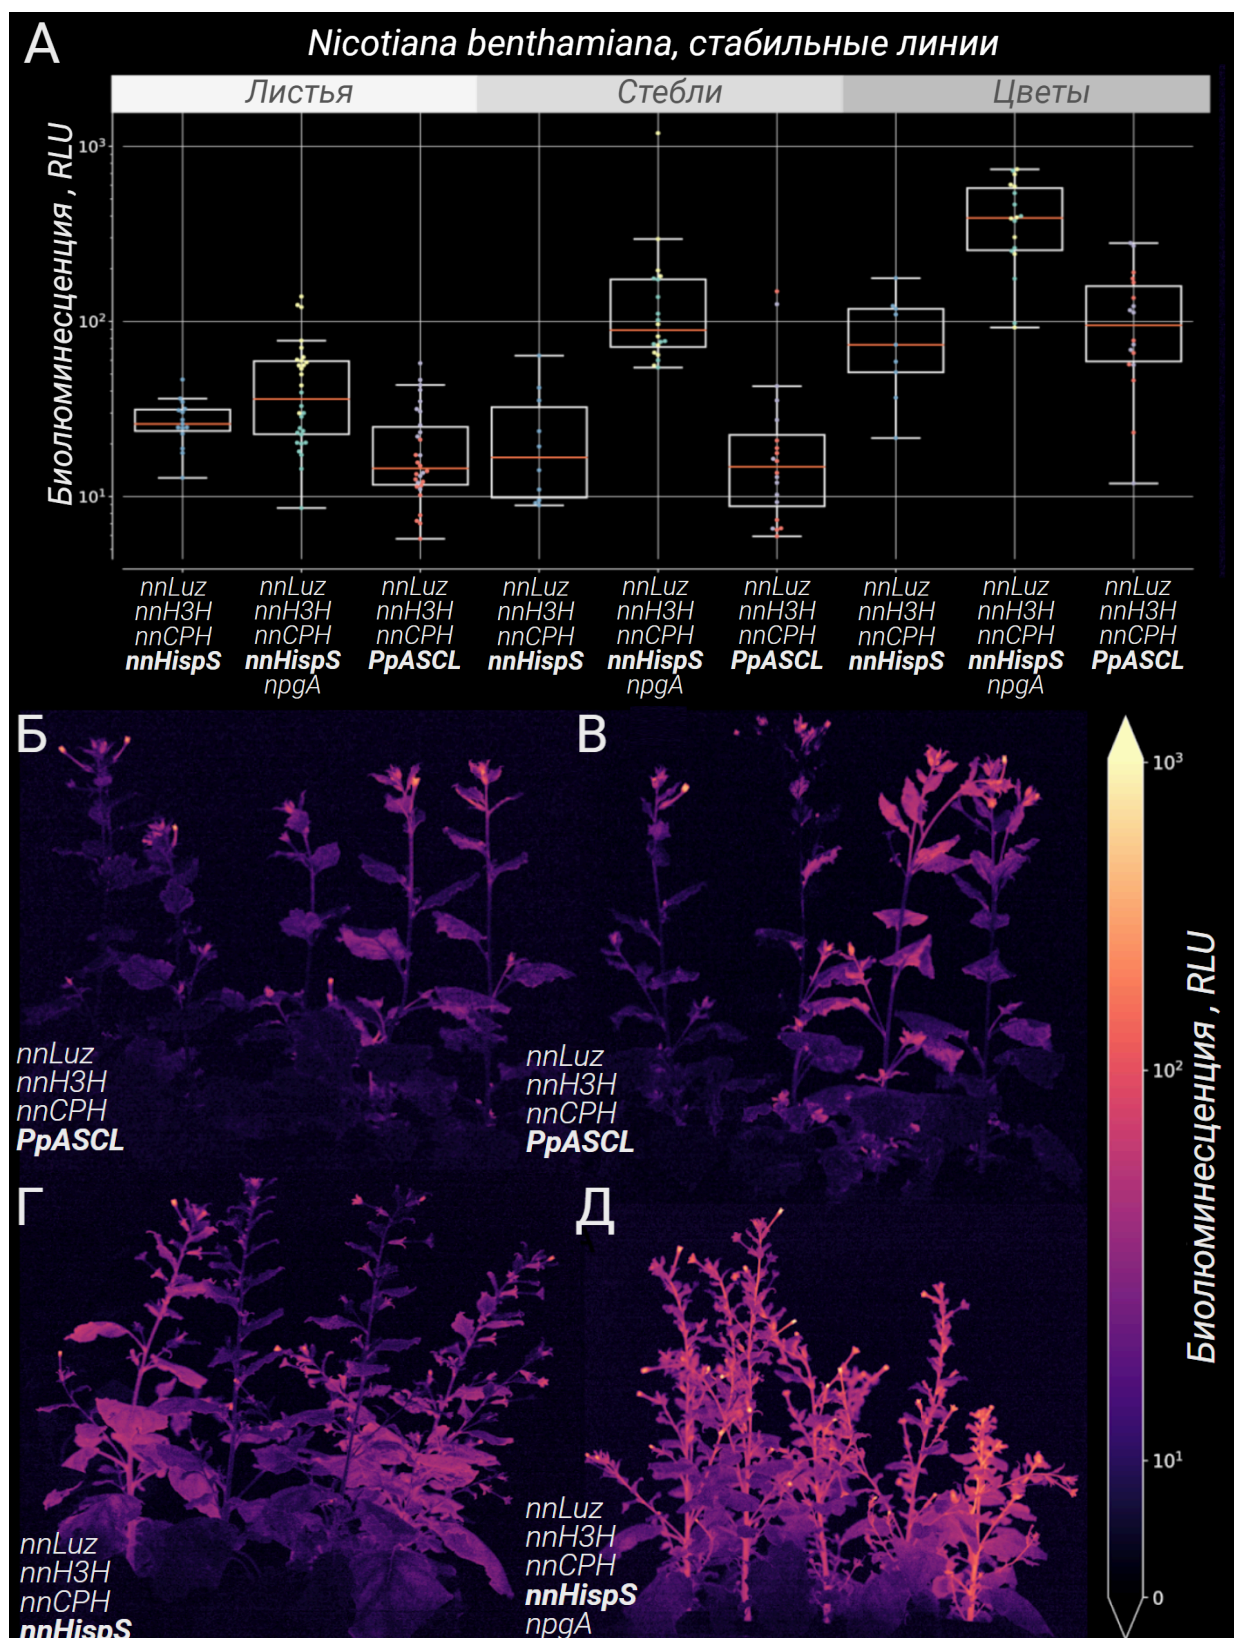 А
Nicotiana benthamiana, стабильные линии
Листья Стебли Цветы
Биолюминесценция , RLU
10³
10²
10¹
nnLuz nnLuz nnLuz nnLuz nnLuz nnLuz nnLuz nnLuz nnLuz
nnH3H nnH3H nnH3H nnH3H nnH3H nnH3H nnH3H nnH3H nnH3H
nnCPH nnCPH nnCPH nnCPH nnCPH nnCPH nnCPH nnCPH nnCPH
nnHispS nnHispS PpASCL nnHispS nnHispS PpASCL nnHispS nnHispS PpASCL
npgA npgA npgA
Б
nnLuz
nnH3H
nnCPH
PpASCL
В
nnLuz
nnH3H
nnCPH
PpASCL
Г
nnLuz
nnH3H
nnCPH
nnHispS
Д
nnLuz
nnH3H
nnCPH
nnHispS
npgA
10³
10²
10¹
0
Биолюминесценция , RLU